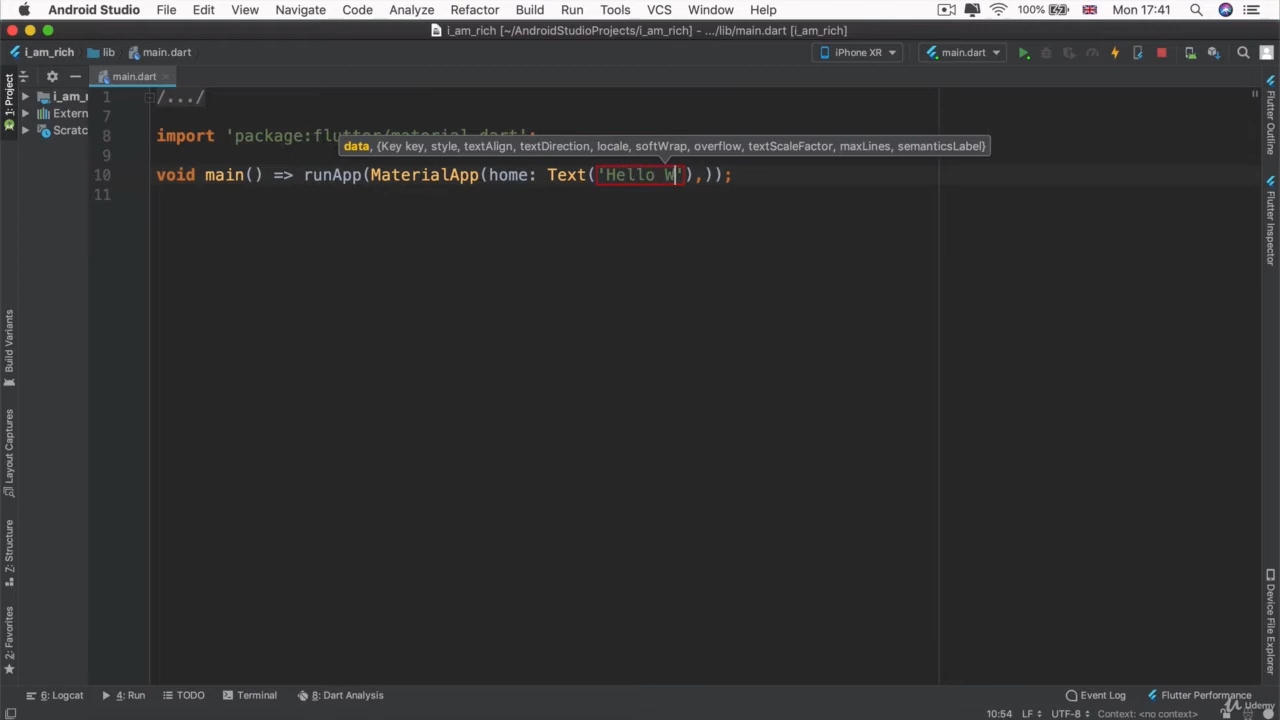 Android Studio File Edit View Navigate Code Analyze Refactor Build Run Tools VCS Window Help 100% Mon 17:41
i_am_rich [~/AndroidStudioProjects/i_am_rich] - .../lib/main.dart [i_am_rich]
i_am_rich lib main.dart iPhone XR main.dart
main.dart
1: Project
i_am_r
Extern
Scratc
Build Variants
Layout Captures
Z: Structure
2: Favorites
1 /.../
7
8 import 'package:flutter/material.dart';
data, {Key key, style, textAlign, textDirection, locale, softWrap, overflow, textScaleFactor, maxLines, semanticsLabel}
9
10 void main() => runApp(MaterialApp(home: Text('Hello W'),));
11
Flutter Outline
Flutter Inspector
Device File Explorer
6: Logcat 4: Run TODO Terminal 8: Dart Analysis Event Log Flutter Performance
10:54 LF UTF-8 Context: <no context>
Udemy